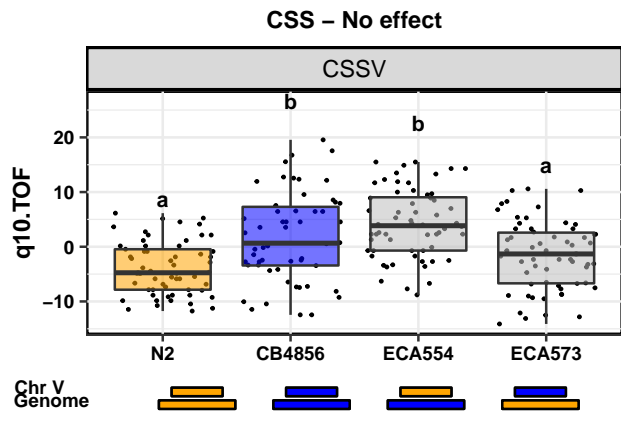 CSS − No effect
CSSV
b
b
a
a
q10.TOF
20
10
0
−10
N2 CB4856 ECA554 ECA573
Chr V
Genome